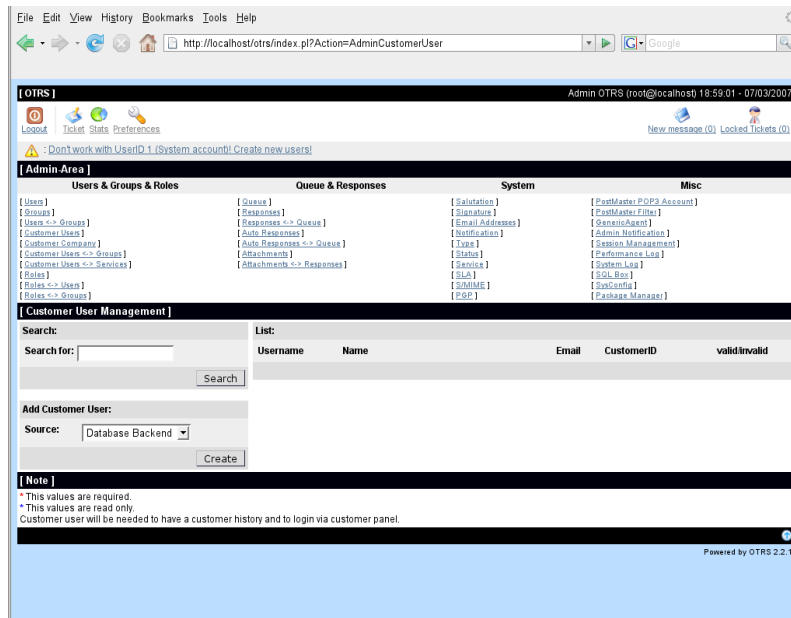 File Edit View History Bookmarks Tools Help
http://localhost/otrs/index.pl?Action=AdminCustomerUser
G Google
[ OTRS ] Admin OTRS (root@localhost) 18:59:01 - 07/03/2007
Logout Ticket Stats Preferences New message (0) Locked Tickets (0)
: Don't work with UserID 1 (System account)! Create new users!
[ Admin-Area ]
Users & Groups & Roles Queue & Responses System Misc
[ Users ] [ Queue ] [ Salutation ] [ PostMaster POP3 Account ]
[ Groups ] [ Responses ] [ Signature ] [ PostMaster Filter ]
[ Users <-> Groups ] [ Responses <-> Queue ] [ Email Addresses ] [ GenericAgent ]
[ Customer Users ] [ Auto Responses ] [ Notification ] [ Admin Notification ]
[ Customer Company ] [ Auto Responses <-> Queue ] [ Type ] [ Session Management ]
[ Customer Users <-> Groups ] [ Attachments ] [ Status ] [ Performance Log ]
[ Customer Users <-> Services ] [ Attachments <-> Responses ] [ Service ] [ System Log ]
[ Roles ] [ SLA ] [ SQL Box ]
[ Roles <-> Users ] [ S/MIME ] [ SysConfig ]
[ Roles <-> Groups ] [ PGP ] [ Package Manager ]
[ Customer User Management ]
Search: List:
Search for: Username Name Email CustomerID valid/invalid
Search
Add Customer User:
Source: Database Backend
Create
[ Note ]
* This values are required.
* This values are read only.
Customer user will be needed to have a customer history and to login via customer panel.
Powered by OTRS 2.2.1